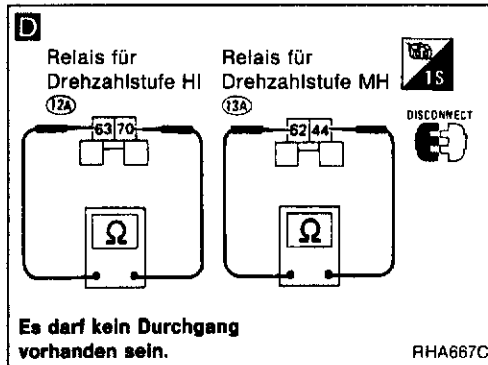 D
Relais für
Drehzahlstufe HI
12A
63 70
Ω
Relais für
Drehzahlstufe MH
13A
62 44
Ω
1S
DISCONNECT
Es darf kein Durchgang
vorhanden sein.
RHA667C